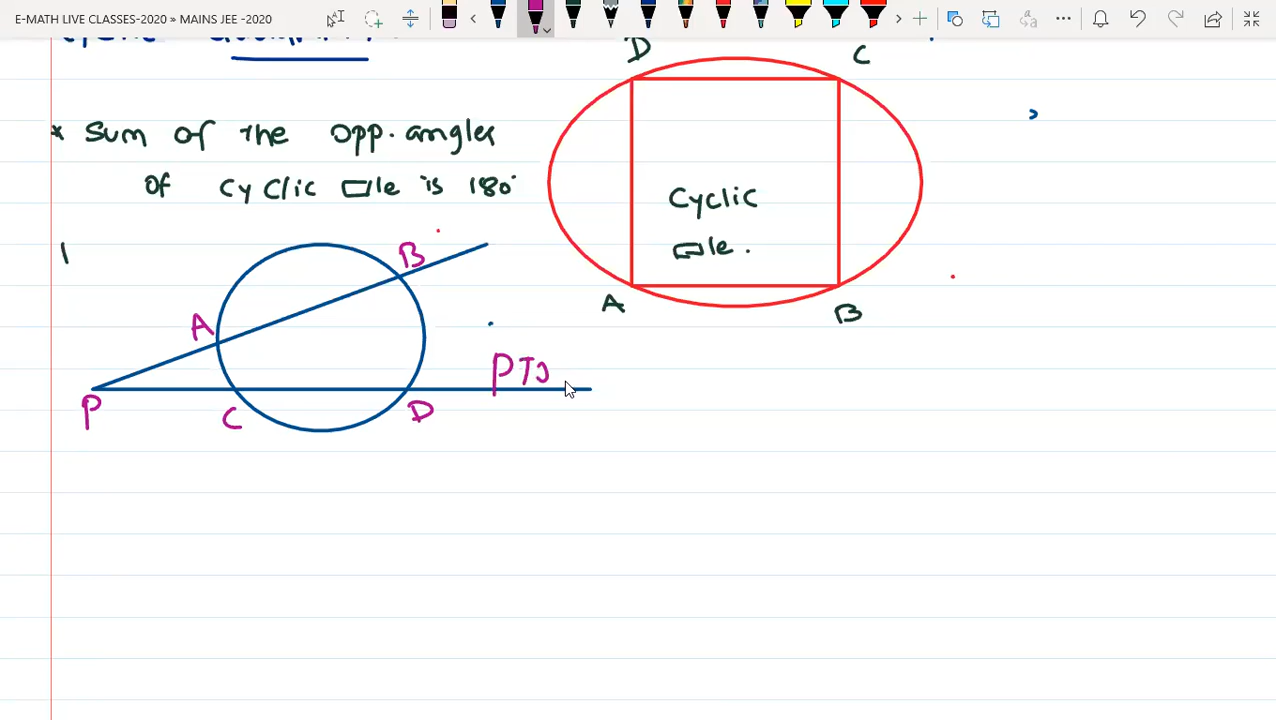 E-MATH LIVE CLASSES-2020 » MAINS JEE -2020
D C
* Sum of the opp. angles
of cyclic ▭le is 180°
Cyclic
▭le.
A B
B
A
P C D
PTS